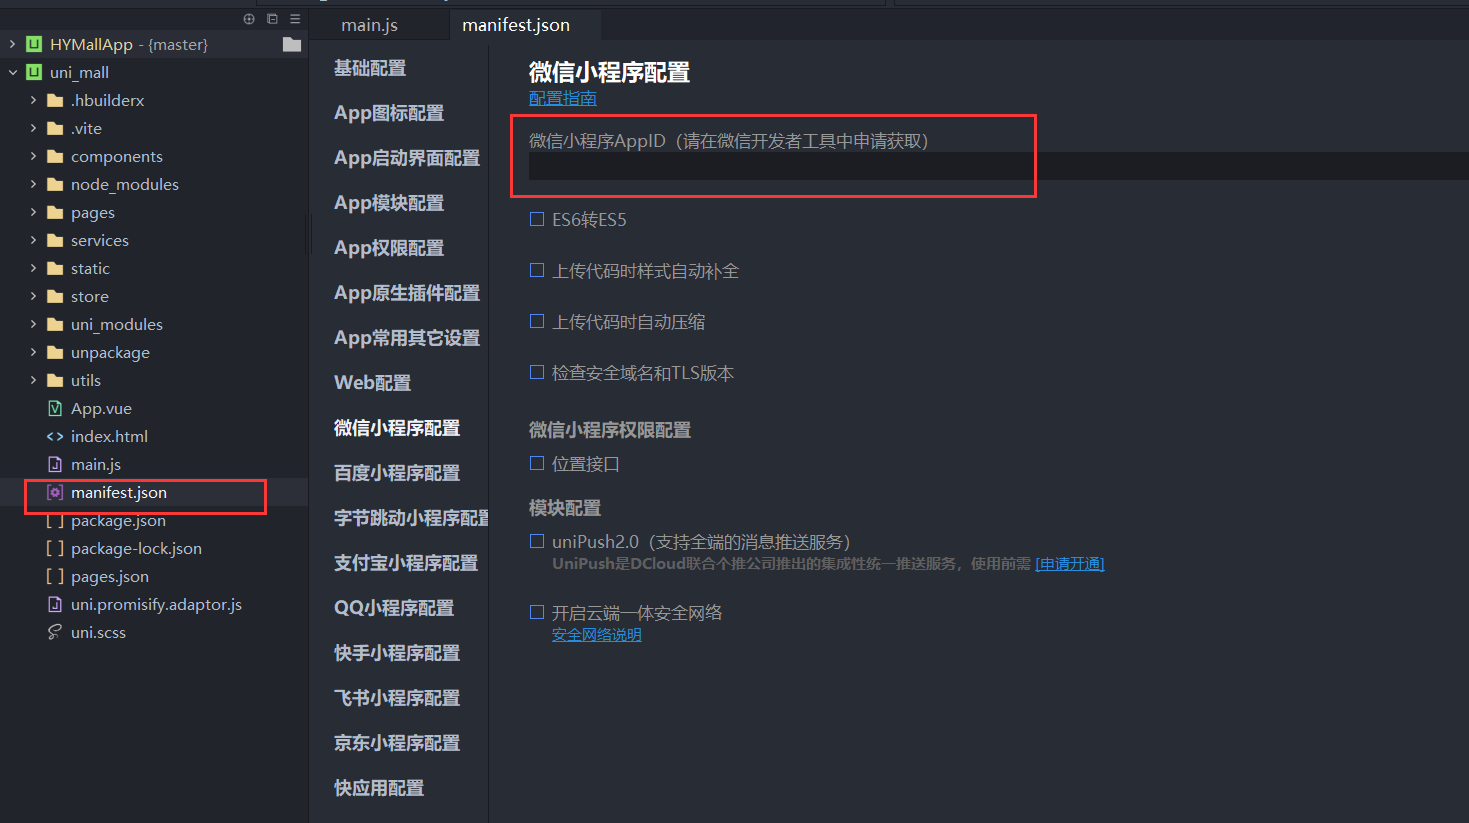 main.js
manifest.json
HYMallApp - {master}
uni_mall
.hbuilderx
.vite
components
node_modules
pages
services
static
store
uni_modules
unpackage
utils
App.vue
index.html
main.js
manifest.json
package.json
package-lock.json
pages.json
uni.promisify.adaptor.js
uni.scss
基础配置
App图标配置
App启动界面配置
App模块配置
App权限配置
App原生插件配置
App常用其它设置
Web配置
微信小程序配置
百度小程序配置
字节跳动小程序配置
支付宝小程序配置
QQ小程序配置
快手小程序配置
飞书小程序配置
京东小程序配置
快应用配置
微信小程序配置
配置指南
微信小程序AppID（请在微信开发者工具中申请获取）
ES6转ES5
上传代码时样式自动补全
上传代码时自动压缩
检查安全域名和TLS版本
微信小程序权限配置
位置接口
模块配置
uniPush2.0（支持全端的消息推送服务）
UniPush是DCloud联合个推公司推出的集成性统一推送服务，使用前需 [申请开通]
开启云端一体安全网络
安全网络说明